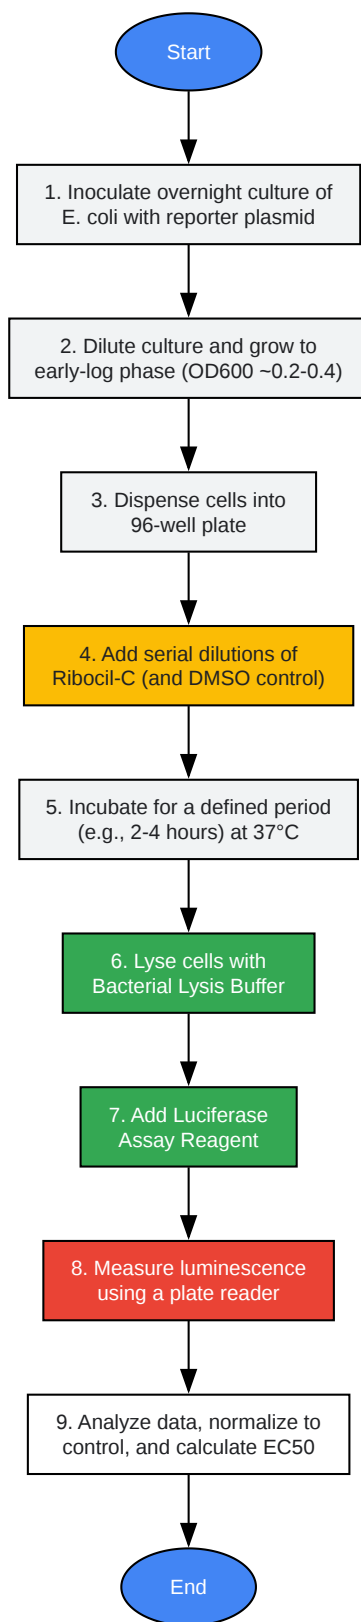 Start
1. Inoculate overnight culture of
E. coli with reporter plasmid
2. Dilute culture and grow to
early-log phase (OD600 ~0.2-0.4)
3. Dispense cells into
96-well plate
4. Add serial dilutions of
Ribocil-C (and DMSO control)
5. Incubate for a defined period
(e.g., 2-4 hours) at 37°C
6. Lyse cells with
Bacterial Lysis Buffer
7. Add Luciferase
Assay Reagent
8. Measure luminescence
using a plate reader
9. Analyze data, normalize to
control, and calculate EC50
End